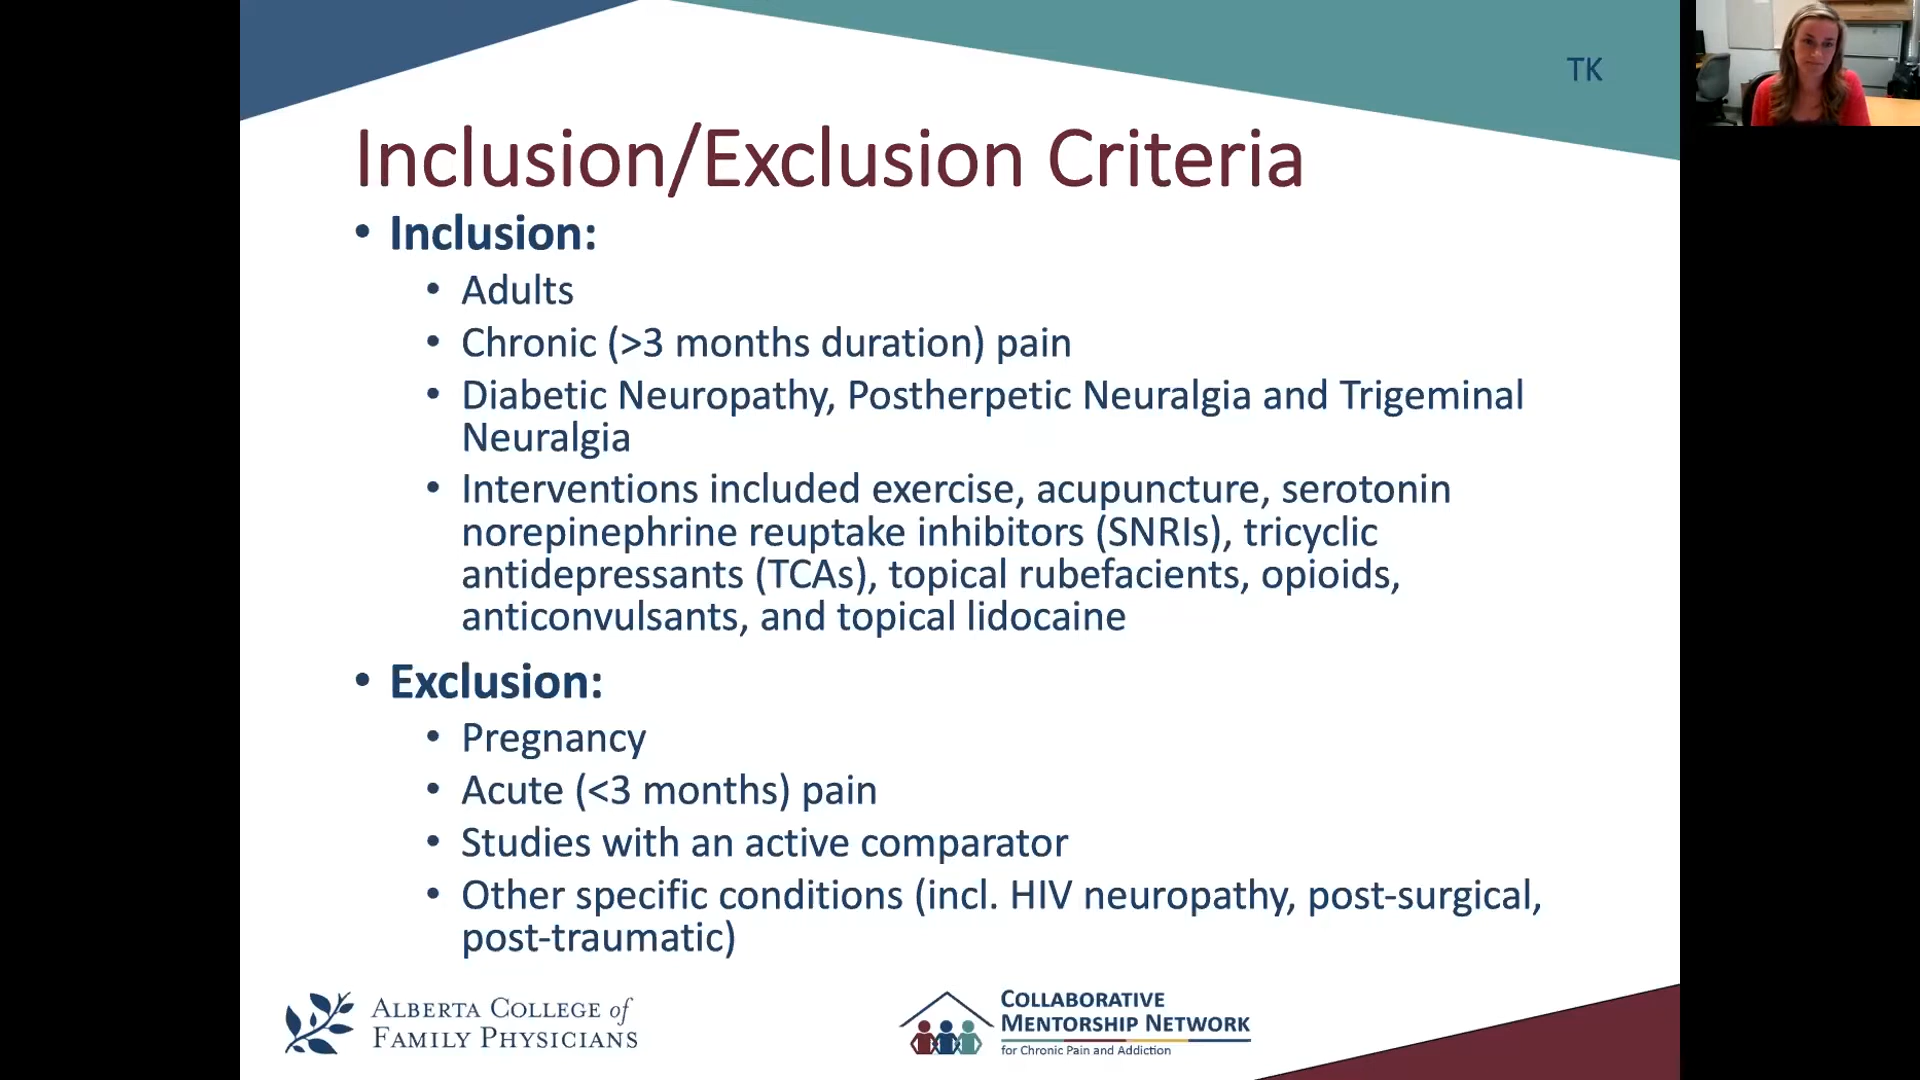 TK
Inclusion/Exclusion Criteria
• Inclusion:
• Adults
• Chronic (>3 months duration) pain
• Diabetic Neuropathy, Postherpetic Neuralgia and Trigeminal
Neuralgia
• Interventions included exercise, acupuncture, serotonin
norepinephrine reuptake inhibitors (SNRIs), tricyclic
antidepressants (TCAs), topical rubefacients, opioids,
anticonvulsants, and topical lidocaine
• Exclusion:
• Pregnancy
• Acute (<3 months) pain
• Studies with an active comparator
• Other specific conditions (incl. HIV neuropathy, post-surgical,
post-traumatic)
ALBERTA COLLEGE of
FAMILY PHYSICIANS
COLLABORATIVE
MENTORSHIP NETWORK
for Chronic Pain and Addiction